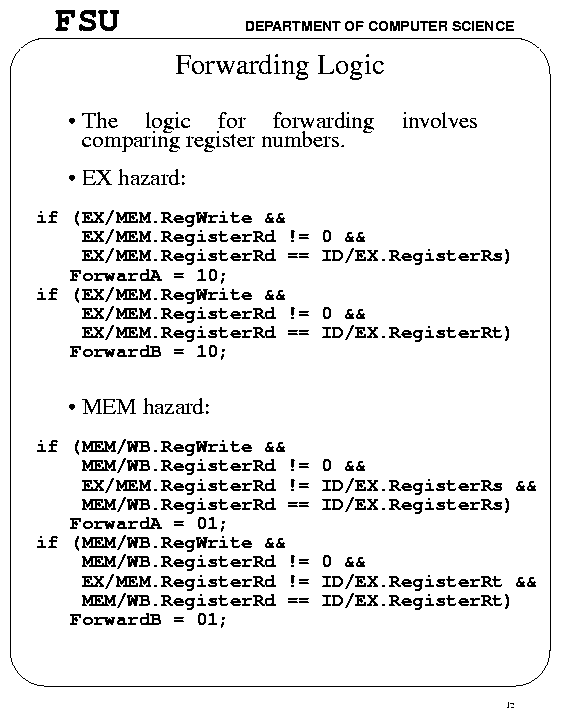 FSU DEPARTMENT OF COMPUTER SCIENCE
Forwarding Logic
• The logic for forwarding involves
comparing register numbers.
• EX hazard:
if (EX/MEM.RegWrite &&
EX/MEM.RegisterRd != 0 &&
EX/MEM.RegisterRd == ID/EX.RegisterRs)
ForwardA = 10;
if (EX/MEM.RegWrite &&
EX/MEM.RegisterRd != 0 &&
EX/MEM.RegisterRd == ID/EX.RegisterRt)
ForwardB = 10;
• MEM hazard:
if (MEM/WB.RegWrite &&
MEM/WB.RegisterRd != 0 &&
EX/MEM.RegisterRd != ID/EX.RegisterRs &&
MEM/WB.RegisterRd == ID/EX.RegisterRs)
ForwardA = 01;
if (MEM/WB.RegWrite &&
MEM/WB.RegisterRd != 0 &&
EX/MEM.RegisterRd != ID/EX.RegisterRt &&
MEM/WB.RegisterRd == ID/EX.RegisterRt)
ForwardB = 01;